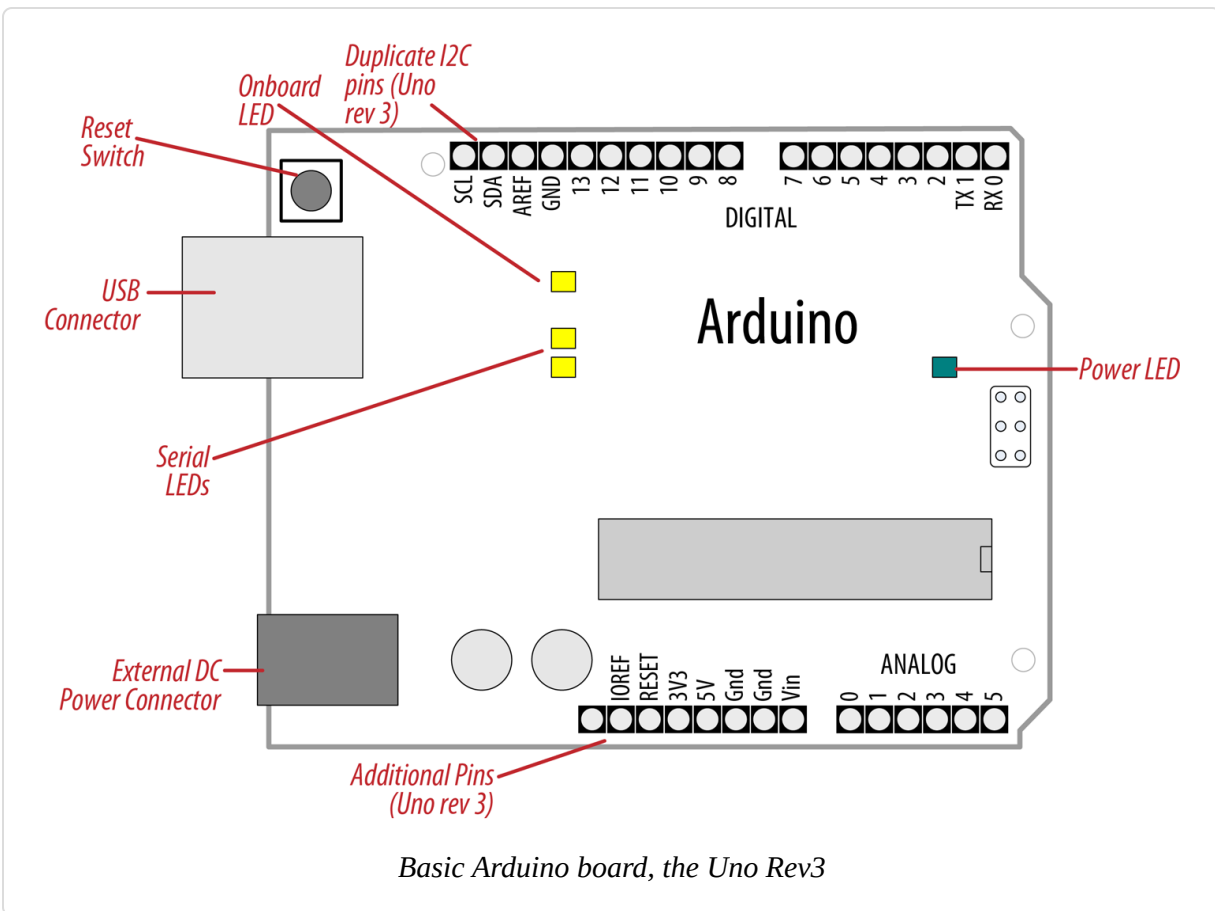 Duplicate I2C
pins (Uno
rev 3)
Onboard
LED
Reset
Switch
SCL
SDA
AREF
GND
13
12
11
10
9
8
7
6
5
4
3
2
TX 1
RX 0
DIGITAL
USB
Connector
Arduino
Power LED
Serial
LEDs
External DC
Power Connector
IOREF
RESET
3V3
5V
Gnd
Gnd
Vin
ANALOG
0
1
2
3
4
5
Additional Pins
(Uno rev 3)
Basic Arduino board, the Uno Rev3